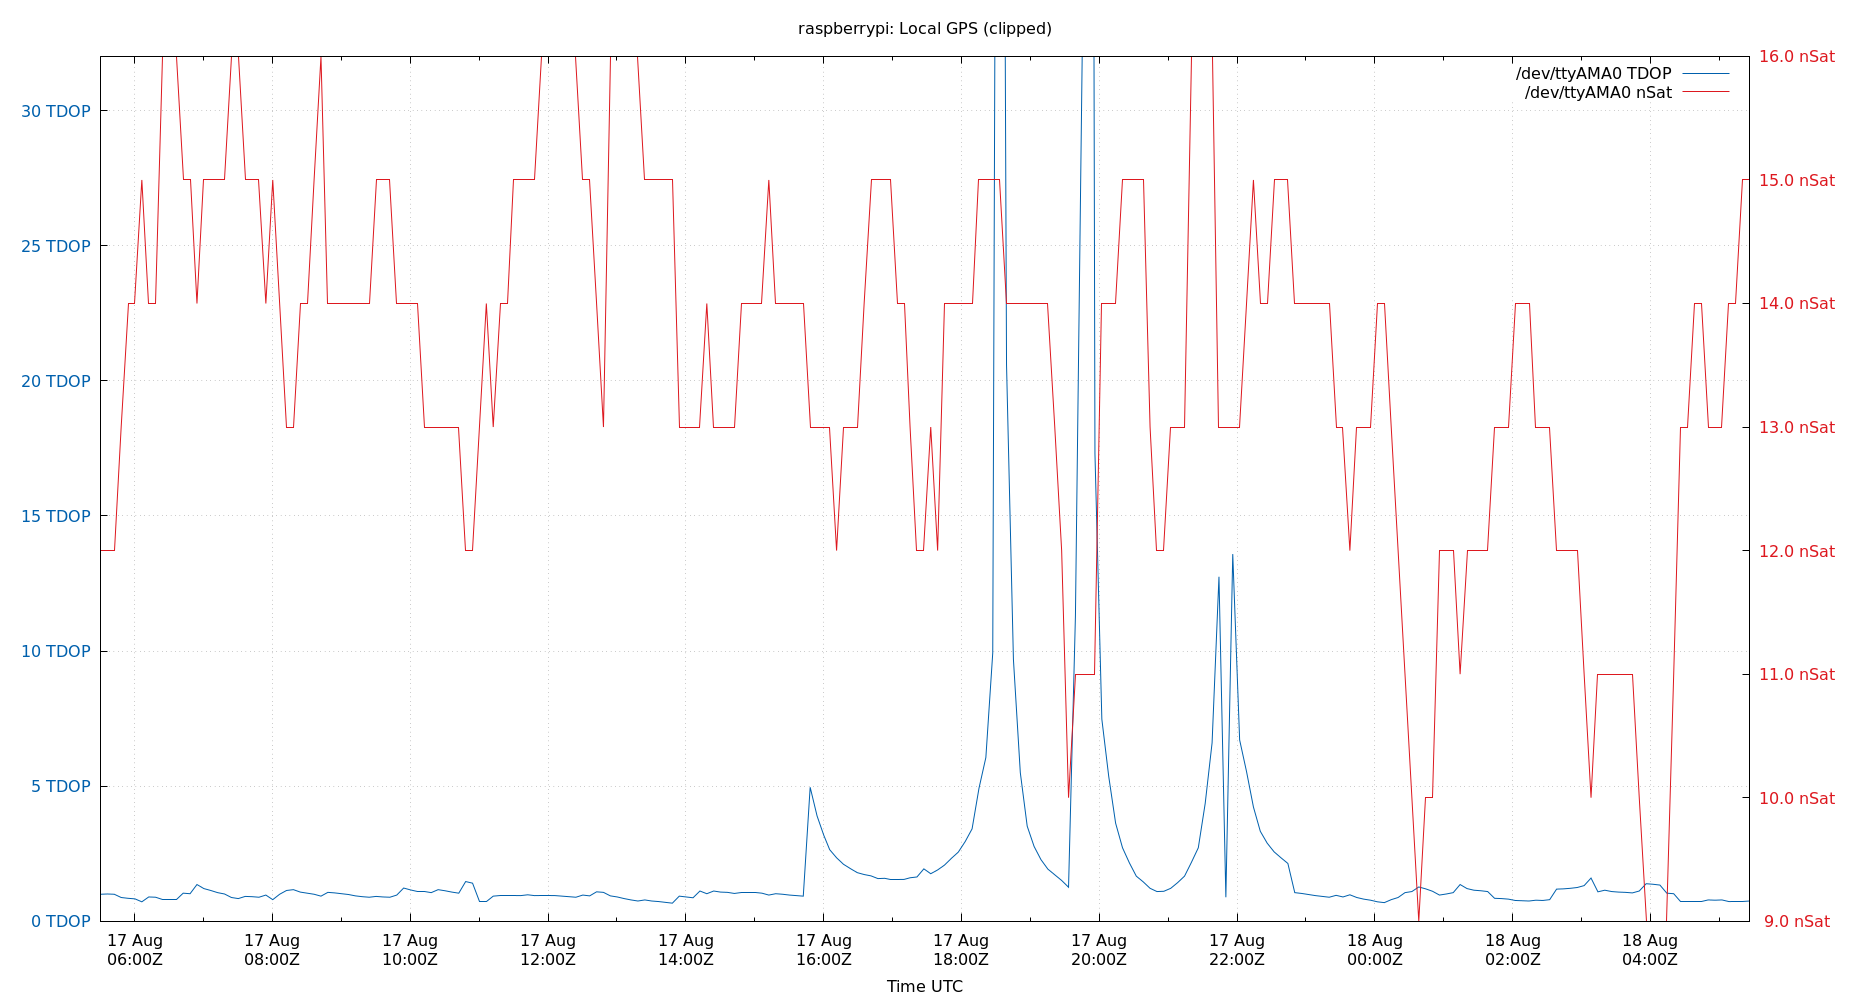 raspberrypi: Local GPS (clipped)
/dev/ttyAMA0 TDOP
/dev/ttyAMA0 nSat
30 TDOP
25 TDOP
20 TDOP
15 TDOP
10 TDOP
5 TDOP
0 TDOP
16.0 nSat
15.0 nSat
14.0 nSat
13.0 nSat
12.0 nSat
11.0 nSat
10.0 nSat
9.0 nSat
17 Aug
06:00Z
17 Aug
08:00Z
17 Aug
10:00Z
17 Aug
12:00Z
17 Aug
14:00Z
17 Aug
16:00Z
17 Aug
18:00Z
17 Aug
20:00Z
17 Aug
22:00Z
18 Aug
00:00Z
18 Aug
02:00Z
18 Aug
04:00Z
Time UTC